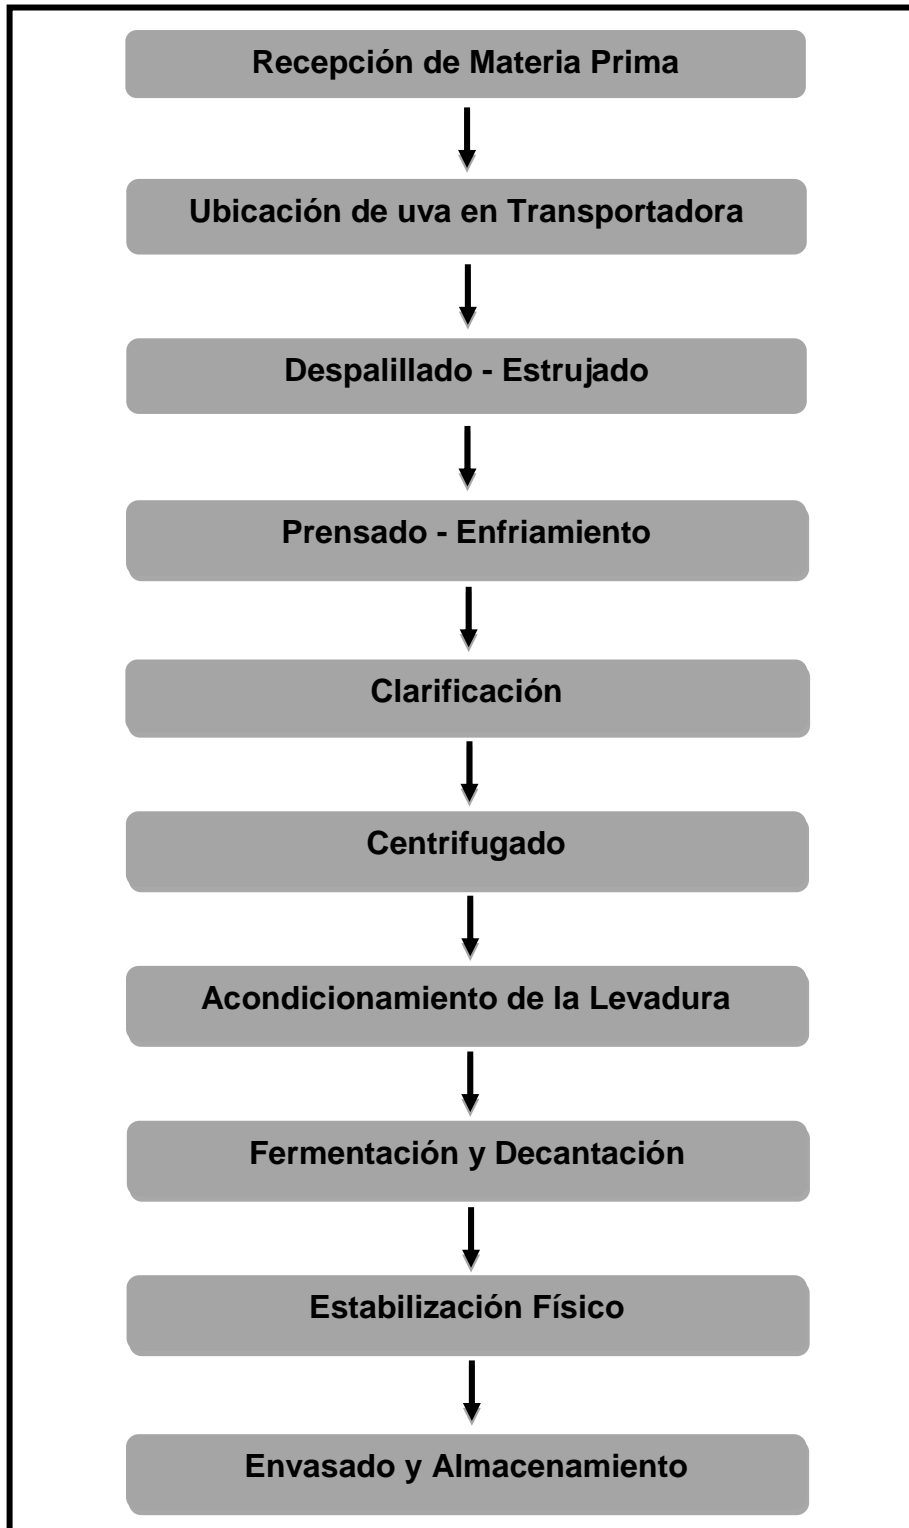 Recepción de Materia Prima
Ubicación de uva en Transportadora
Despalillado - Estrujado
Prensado - Enfriamiento
Clarificación
Centrifugado
Acondicionamiento de la Levadura
Fermentación y Decantación
Estabilización Físico
Envasado y Almacenamiento